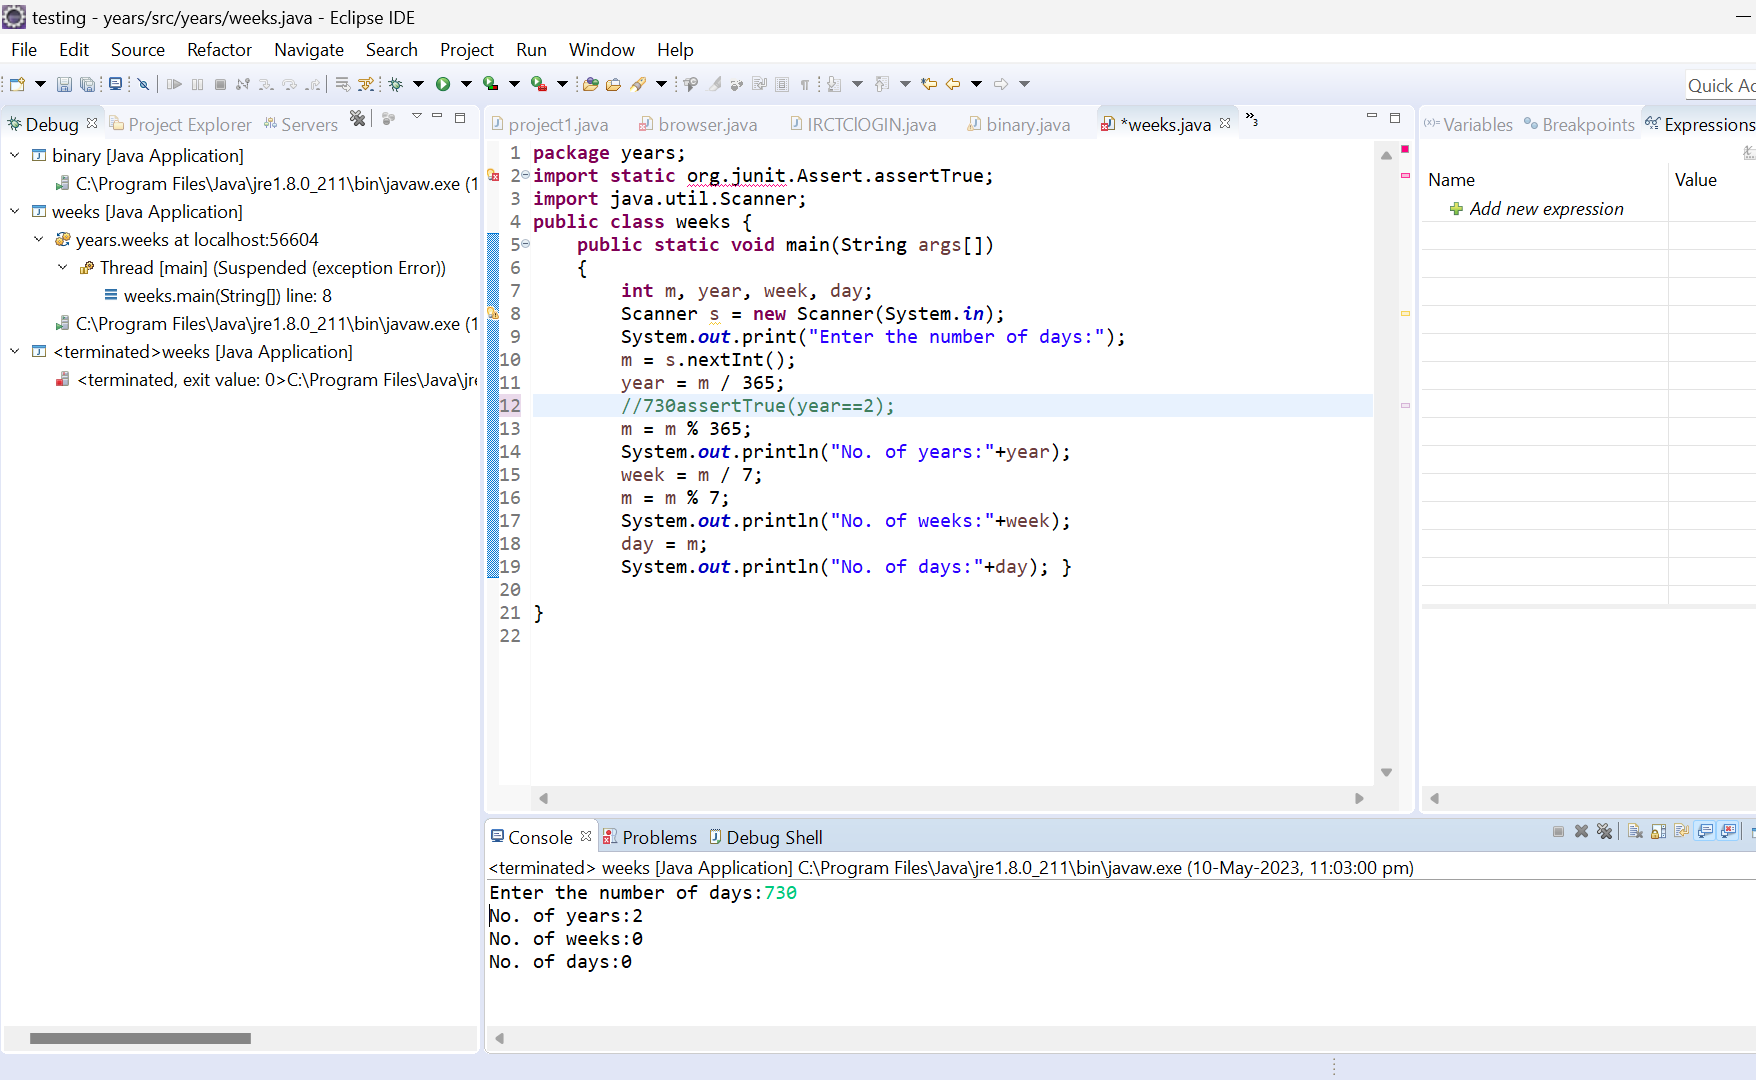 testing - years/src/years/weeks.java - Eclipse IDE
File Edit Source Refactor Navigate Search Project Run Window Help
Quick Ac
Debug Project Explorer Servers
binary [Java Application]
C:\Program Files\Java\jre1.8.0_211\bin\javaw.exe (1
weeks [Java Application]
years.weeks at localhost:56604
Thread [main] (Suspended (exception Error))
weeks.main(String[]) line: 8
C:\Program Files\Java\jre1.8.0_211\bin\javaw.exe (1
<terminated>weeks [Java Application]
<terminated, exit value: 0>C:\Program Files\Java\jre
project1.java browser.java IRCTClOGIN.java binary.java *weeks.java »3
1 package years;
2 import static org.junit.Assert.assertTrue;
3 import java.util.Scanner;
4 public class weeks {
5 public static void main(String args[])
6 {
7 int m, year, week, day;
8 Scanner s = new Scanner(System.in);
9 System.out.print("Enter the number of days:");
10 m = s.nextInt();
11 year = m / 365;
12 //730assertTrue(year==2);
13 m = m % 365;
14 System.out.println("No. of years:"+year);
15 week = m / 7;
16 m = m % 7;
17 System.out.println("No. of weeks:"+week);
18 day = m;
19 System.out.println("No. of days:"+day); }
20
21 }
22
(x)= Variables Breakpoints Expressions
Name Value
Add new expression
Console Problems Debug Shell
<terminated> weeks [Java Application] C:\Program Files\Java\jre1.8.0_211\bin\javaw.exe (10-May-2023, 11:03:00 pm)
Enter the number of days:730
No. of years:2
No. of weeks:0
No. of days:0